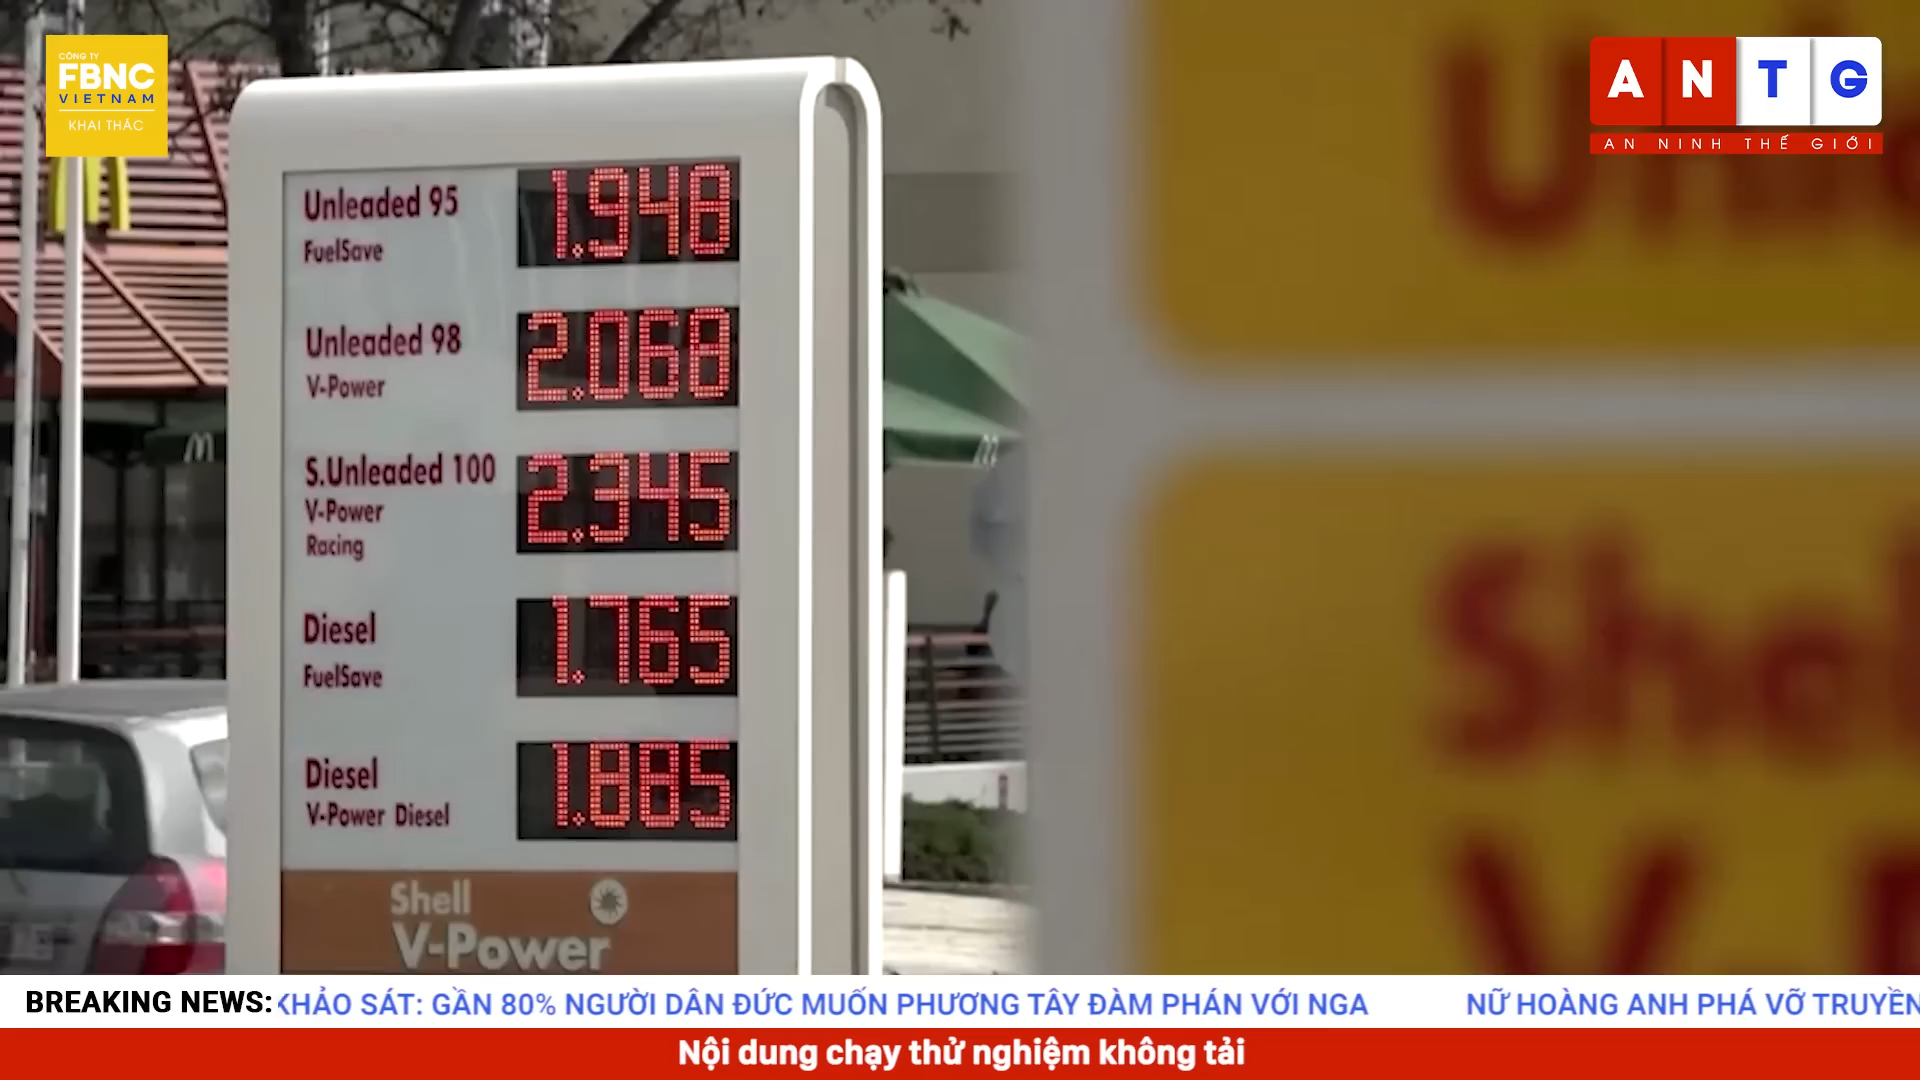 CÔNG TY
FBNC
VIETNAM
KHAI THÁC
ANTG
AN NINH THẾ GIỚI
Unleaded 95
FuelSave
1.948
Unleaded 98
V-Power
2.068
S.Unleaded 100
V-Power
Racing
2.345
Diesel
FuelSave
1.765
Diesel
V-Power Diesel
1.885
Shell
V-Power
Shel
BREAKING NEWS: KHẢO SÁT: GẦN 80% NGƯỜI DÂN ĐỨC MUỐN PHƯƠNG TÂY ĐÀM PHÁN VỚI NGA NỮ HOÀNG ANH PHÁ VỠ TRUYỀN
Nội dung chạy thử nghiệm không tải